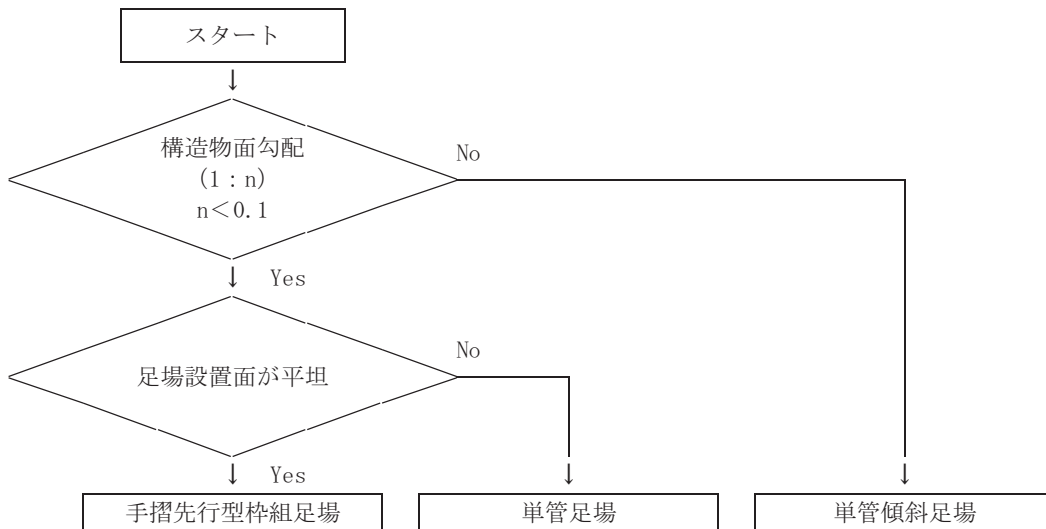 スタート
↓
構造物面勾配
(1：n)
n＜0.1
No
↓ Yes
足場設置面が平坦
No
↓ Yes
↓
↓
手摺先行型枠組足場
単管足場
単管傾斜足場